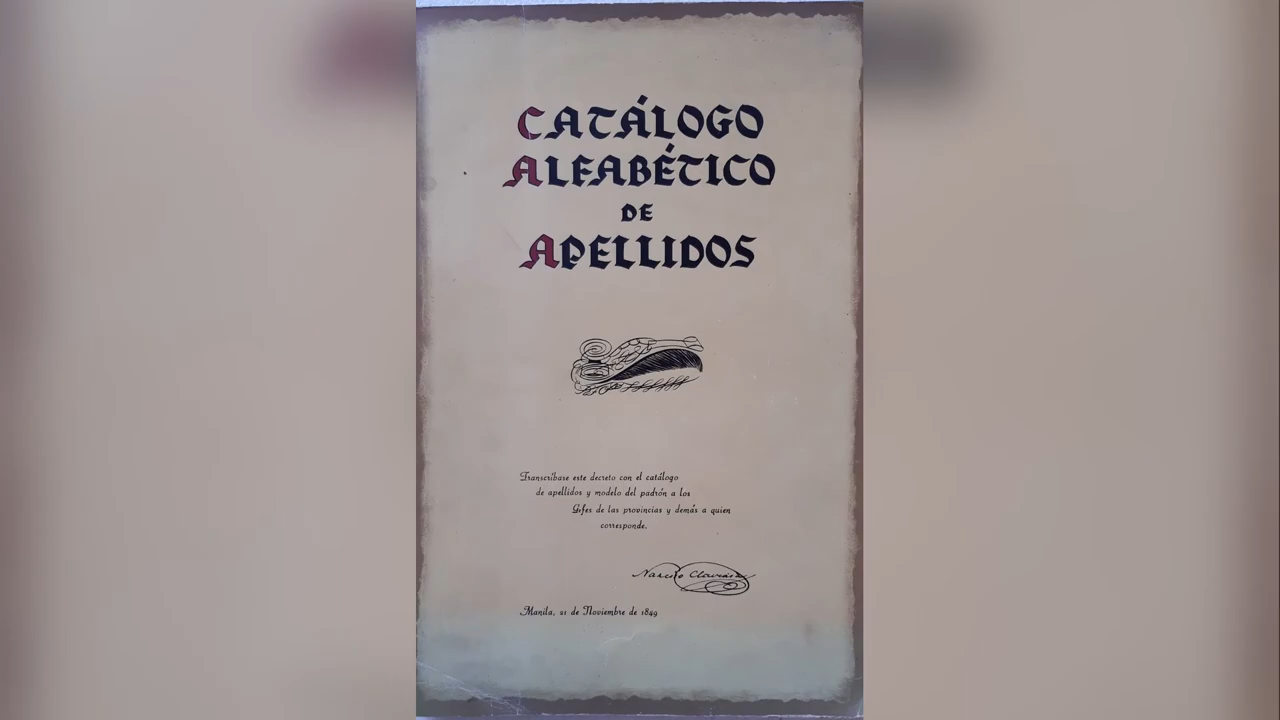 CATÁLOGO
ALFABÉTICO
DE
APELLIDOS
Transcríbase este decreto con el catálogo
de apellidos y modelo del padrón a los
Gefes de las provincias y demás a quien
corresponde.
Narciso Clavería
Manila, 21 de Noviembre de 1849